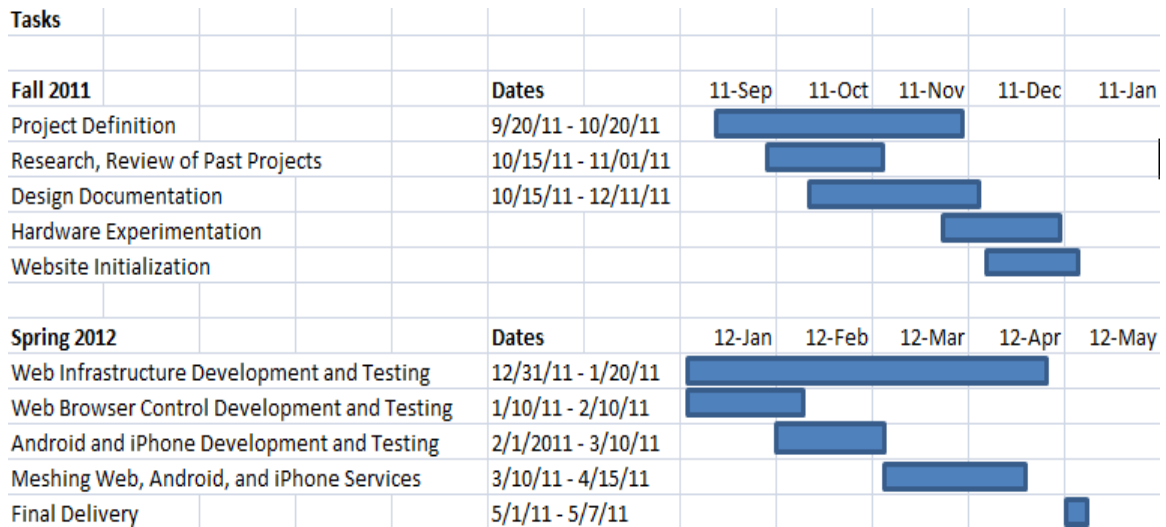 Tasks
Fall 2011 Dates 11-Sep 11-Oct 11-Nov 11-Dec 11-Jan
Project Definition 9/20/11 - 10/20/11
Research, Review of Past Projects 10/15/11 - 11/01/11
Design Documentation 10/15/11 - 12/11/11
Hardware Experimentation
Website Initialization
Spring 2012 Dates 12-Jan 12-Feb 12-Mar 12-Apr 12-May
Web Infrastructure Development and Testing 12/31/11 - 1/20/11
Web Browser Control Development and Testing 1/10/11 - 2/10/11
Android and iPhone Development and Testing 2/1/2011 - 3/10/11
Meshing Web, Android, and iPhone Services 3/10/11 - 4/15/11
Final Delivery 5/1/11 - 5/7/11